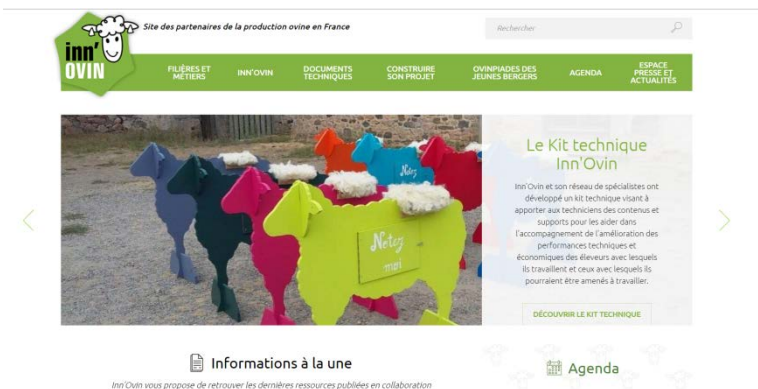 Site des partenaires de la production ovine en France
Rechercher
inn'
OVIN
FILIÈRES ET
MÉTIERS
INN'OVIN
DOCUMENTS
TECHNIQUES
CONSTRUIRE
SON PROJET
OVINPIADES DES
JEUNES BERGERS
AGENDA
ESPACE
PRESSE ET
ACTUALITÉS
Notez
Notez
moi
Le Kit technique
Inn'Ovin
Inn'Ovin et son réseau de spécialistes ont
développé un kit technique visant à
apporter aux techniciens des contenus et
supports pour les aider dans
l'accompagnement de l'amélioration des
performances techniques et
économiques des éleveurs avec lesquels
ils travaillent et ceux avec lesquels ils
pourraient être amenés à travailler.
DÉCOUVRIR LE KIT TECHNIQUE
Informations à la une
Inn'Ovin vous propose de retrouver les dernières ressources publiées en collaboration
Agenda